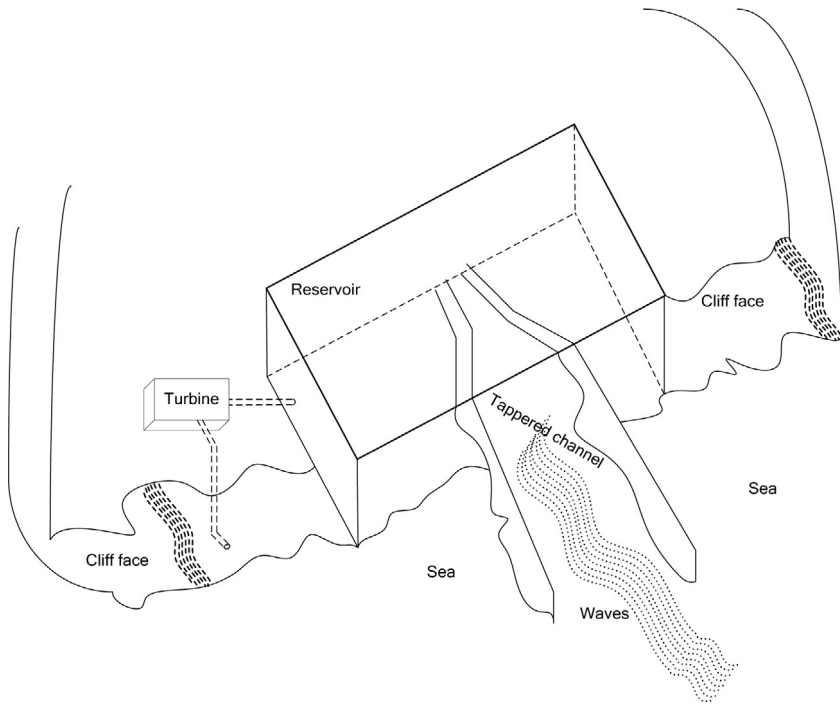 Reservoir
Cliff face
Turbine
Tappered channel
Sea
Cliff face
Sea
Waves